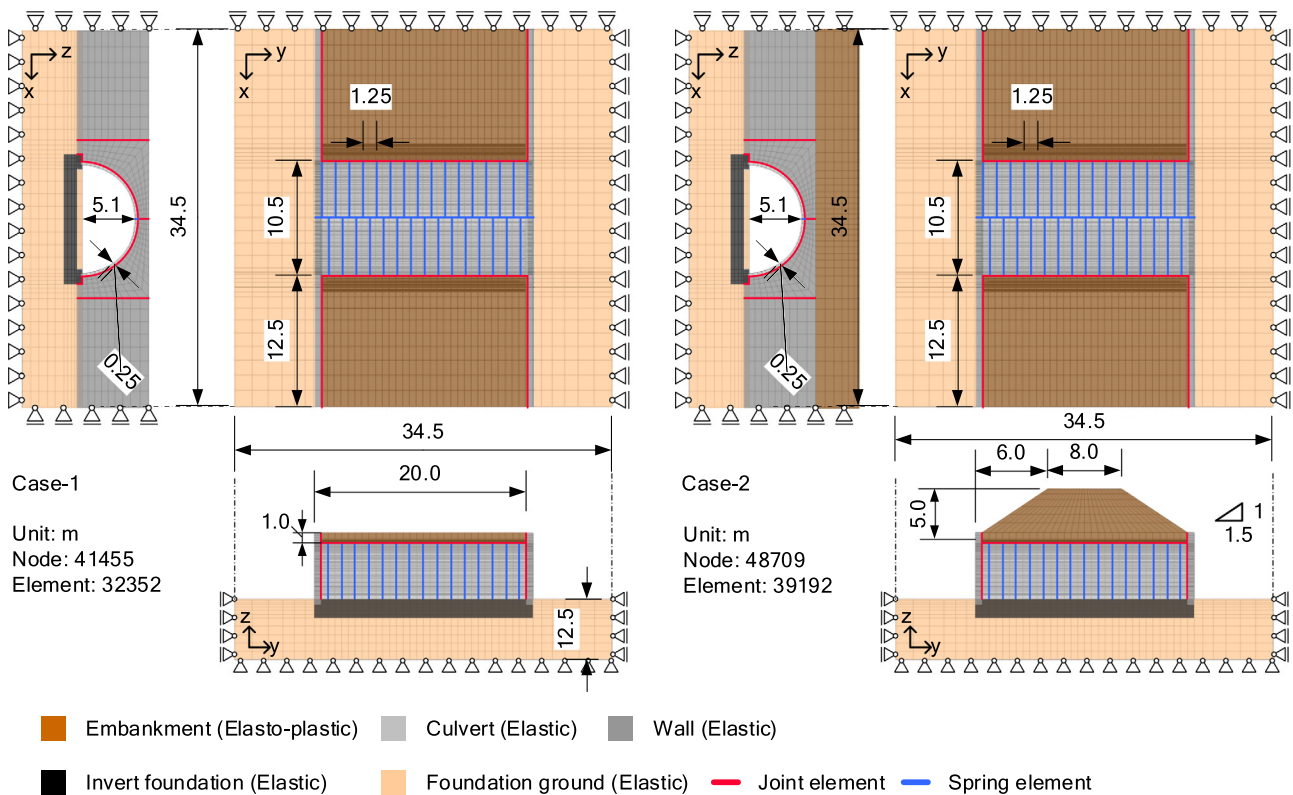 z
x
5.1
0.25
34.5
y
x
1.25
10.5
12.5
34.5
z
x
5.1
0.25
34.5
y
x
1.25
10.5
12.5
34.5
Case-1
Unit: m
Node: 41455
Element: 32352
20.0
1.0
12.5
z
y
Case-2
Unit: m
Node: 48709
Element: 39192
6.0
8.0
5.0
1
1.5
z
y
Embankment (Elasto-plastic)
Culvert (Elastic)
Wall (Elastic)
Invert foundation (Elastic)
Foundation ground (Elastic)
Joint element
Spring element